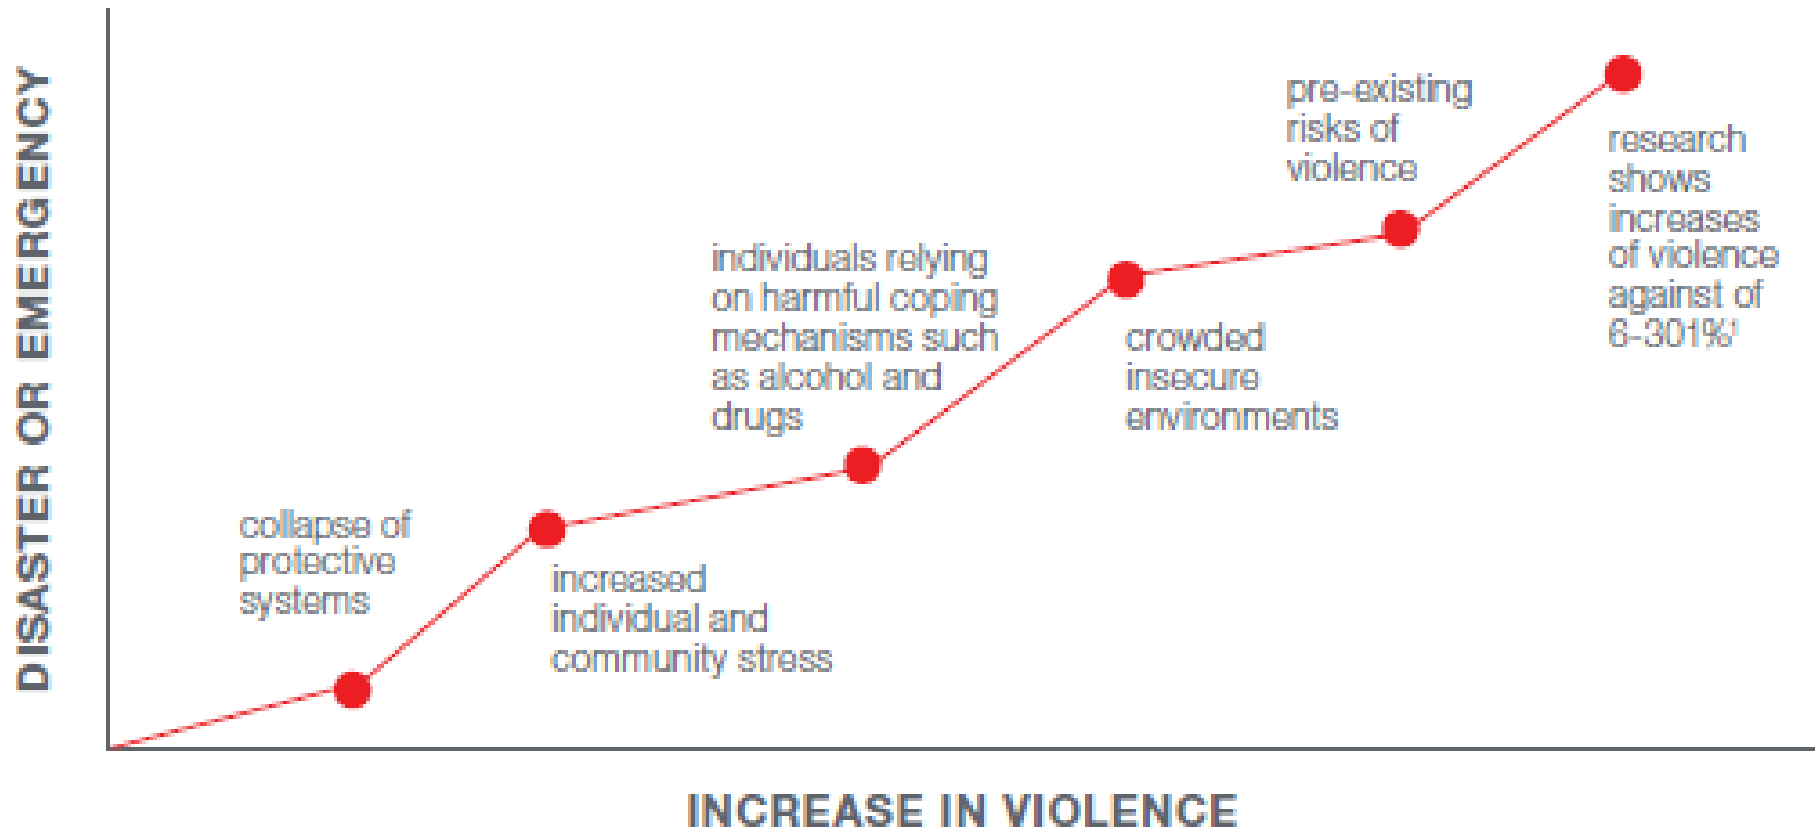 DISASTER OR EMERGENCY
collapse of
protective
systems
increased
individual and
community stress
individuals relying
on harmful coping
mechanisms such
as alcohol and
drugs
crowded
insecure
environments
pre-existing
risks of
violence
research
shows
increases
of violence
against of
6-301%¹
INCREASE IN VIOLENCE